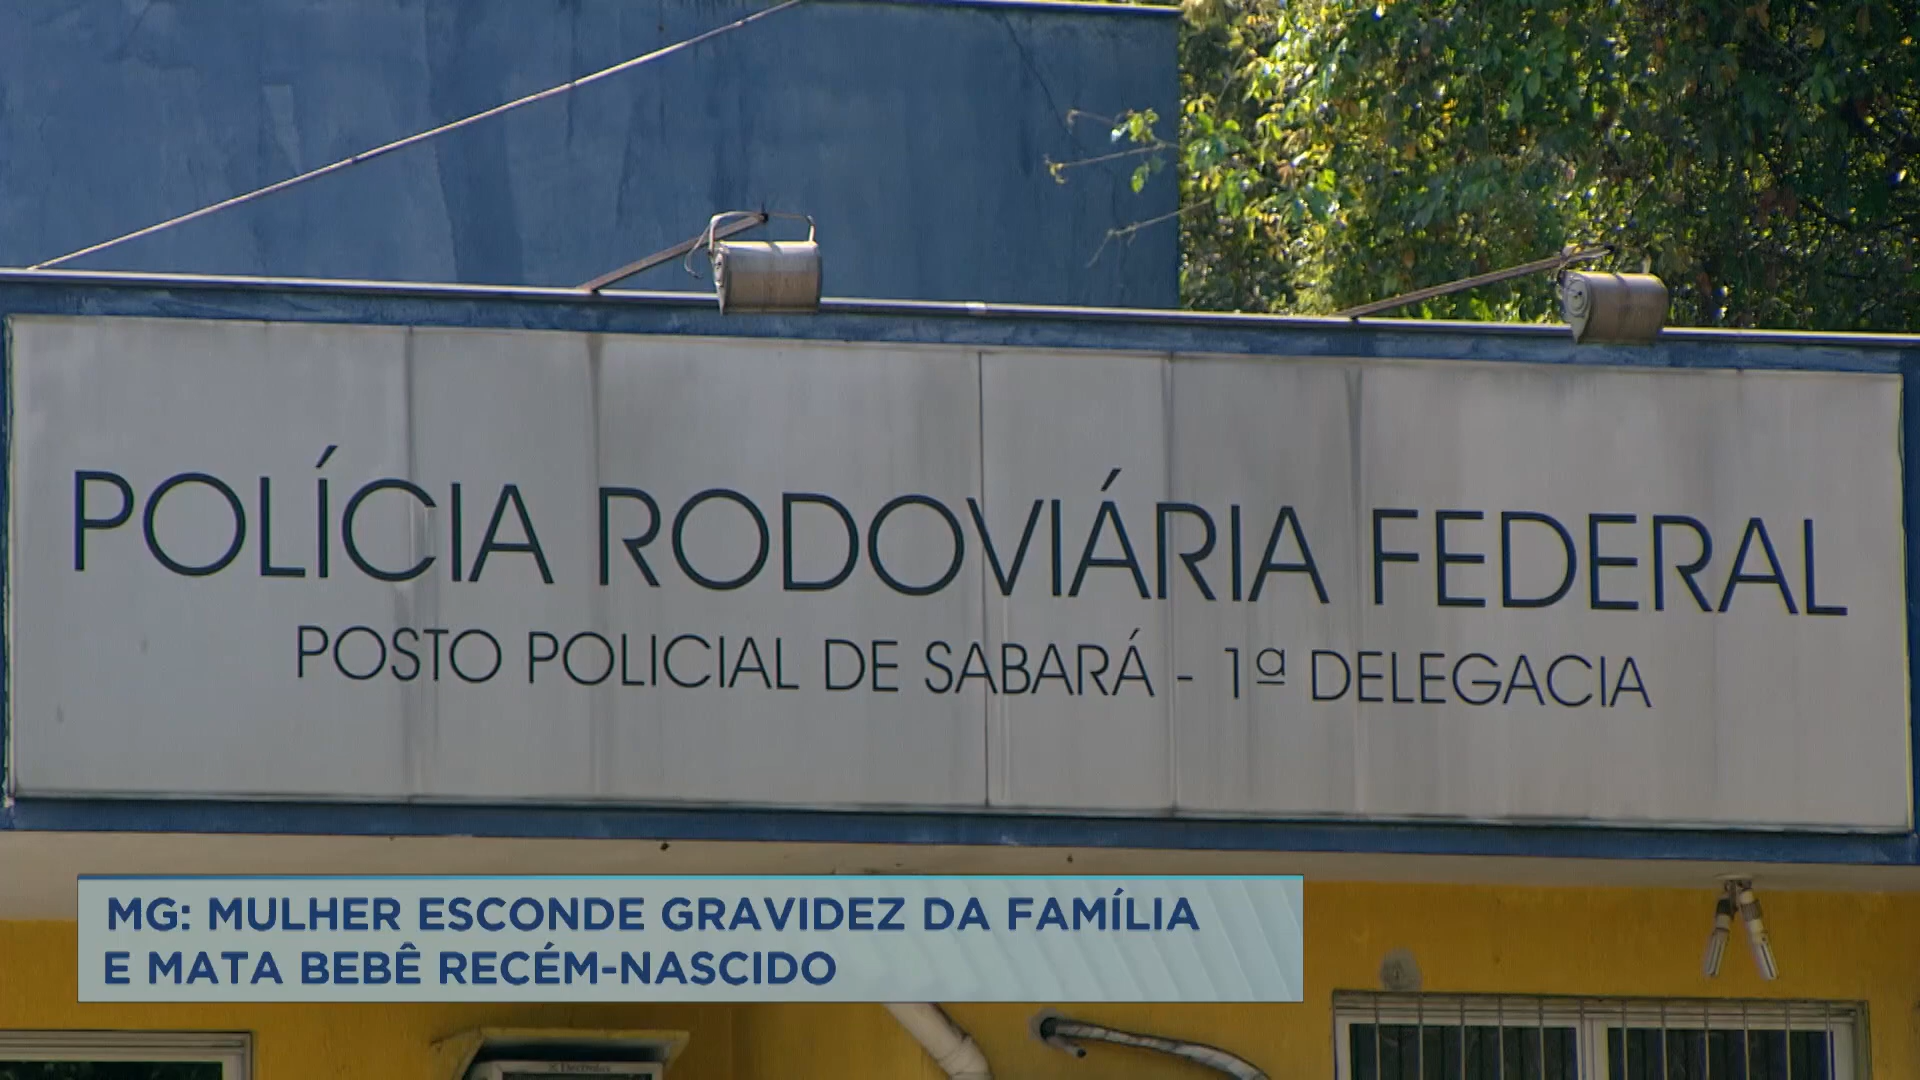 POLÍCIA RODOVIÁRIA FEDERAL
POSTO POLICIAL DE SABARÁ - 1ª DELEGACIA
MG: MULHER ESCONDE GRAVIDEZ DA FAMÍLIA
E MATA BEBÊ RECÉM-NASCIDO
Electrolux